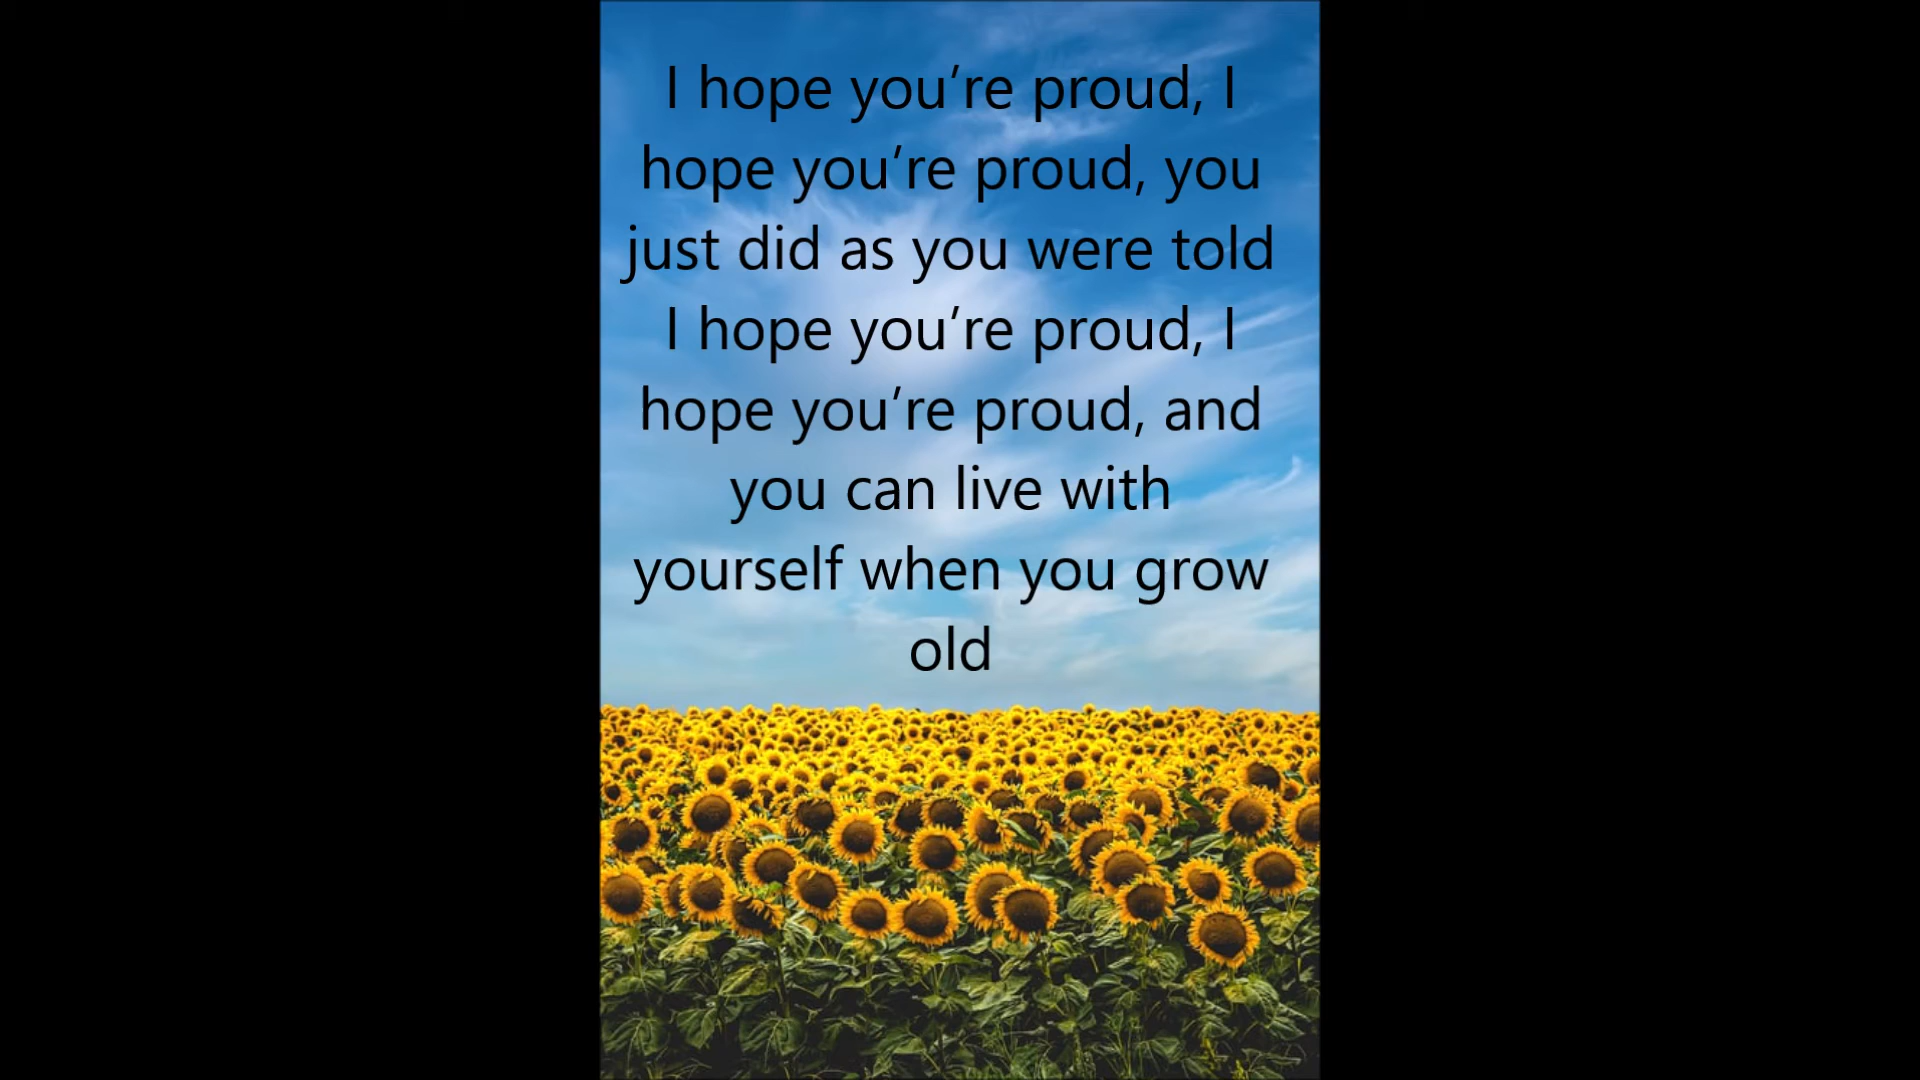 I hope you’re proud, I
hope you’re proud, you
just did as you were told
I hope you’re proud, I
hope you’re proud, and
you can live with
yourself when you grow
old